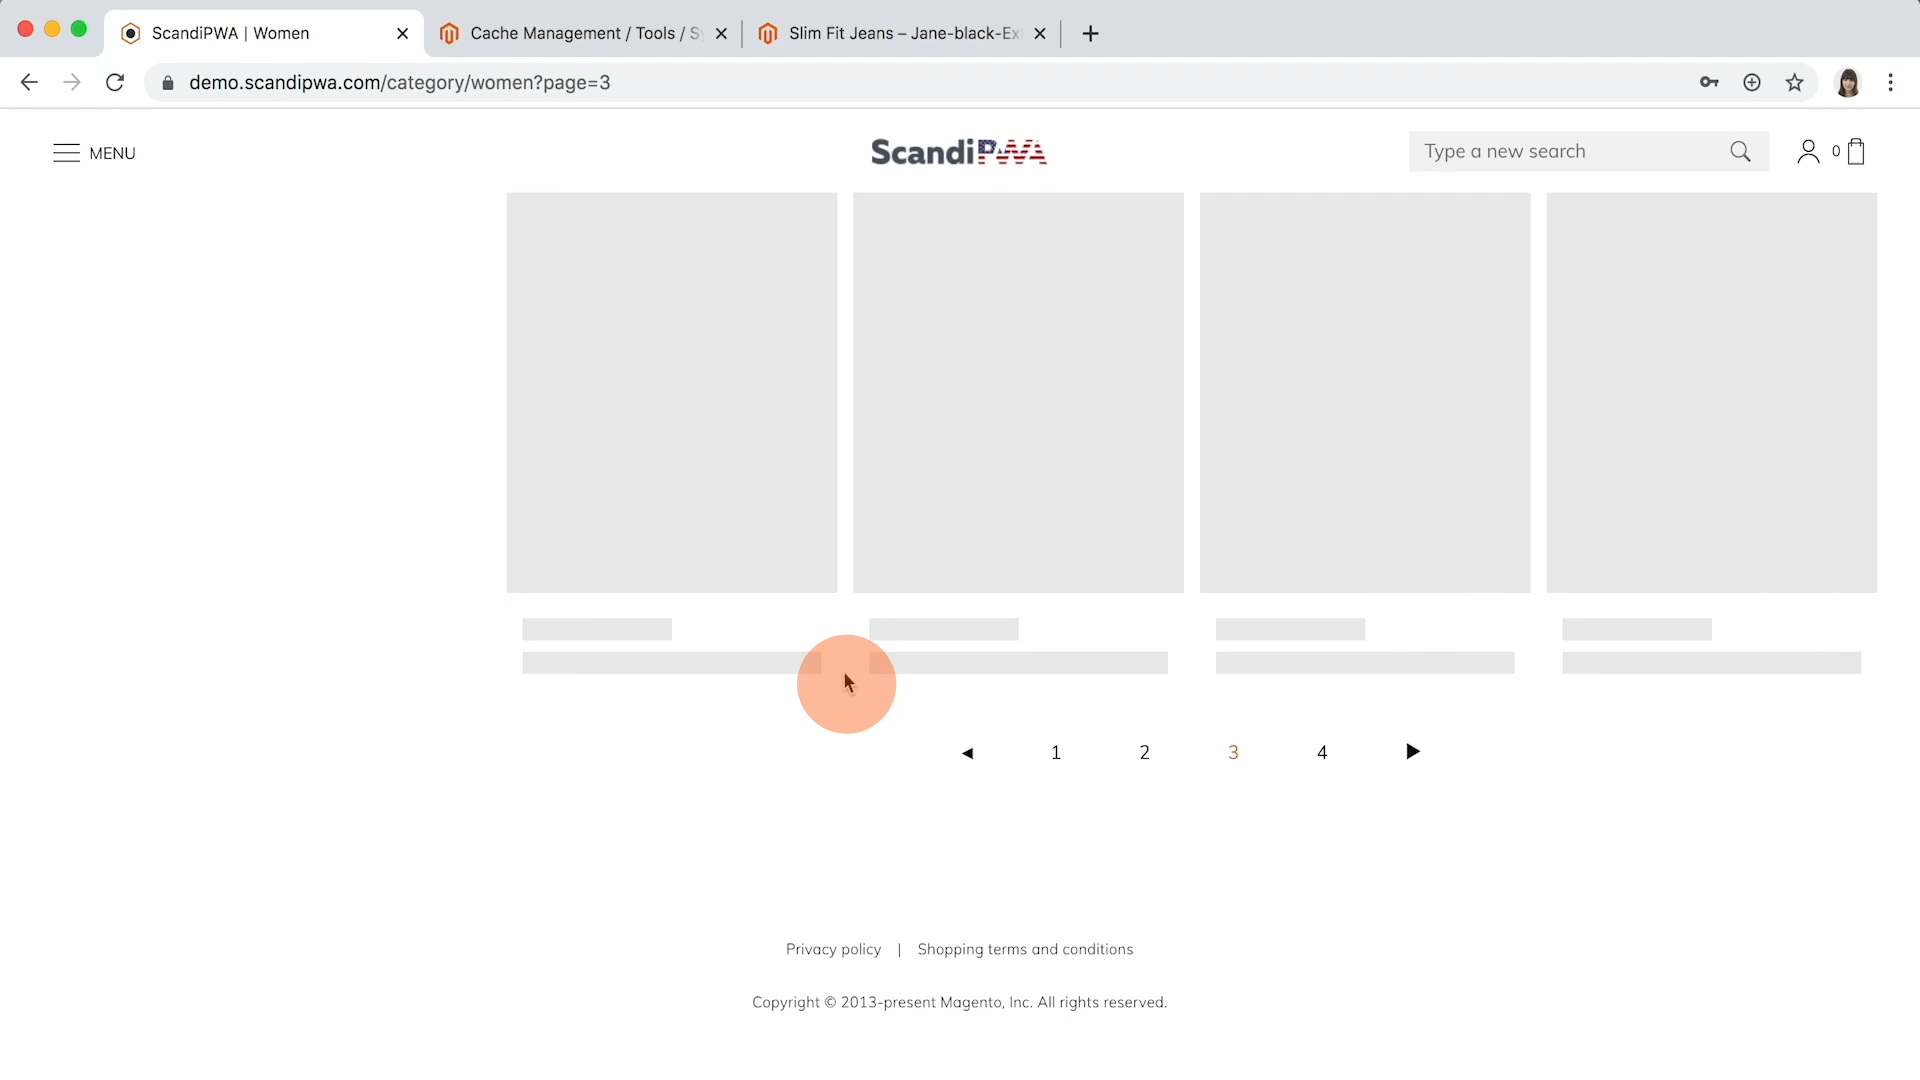 ScandiPWA | Women
Cache Management / Tools / Sy
Slim Fit Jeans – Jane-black-Ex
demo.scandipwa.com/category/women?page=3
MENU
ScandiPWA
Type a new search
0
1 2 3 4
Privacy policy | Shopping terms and conditions
Copyright © 2013-present Magento, Inc. All rights reserved.